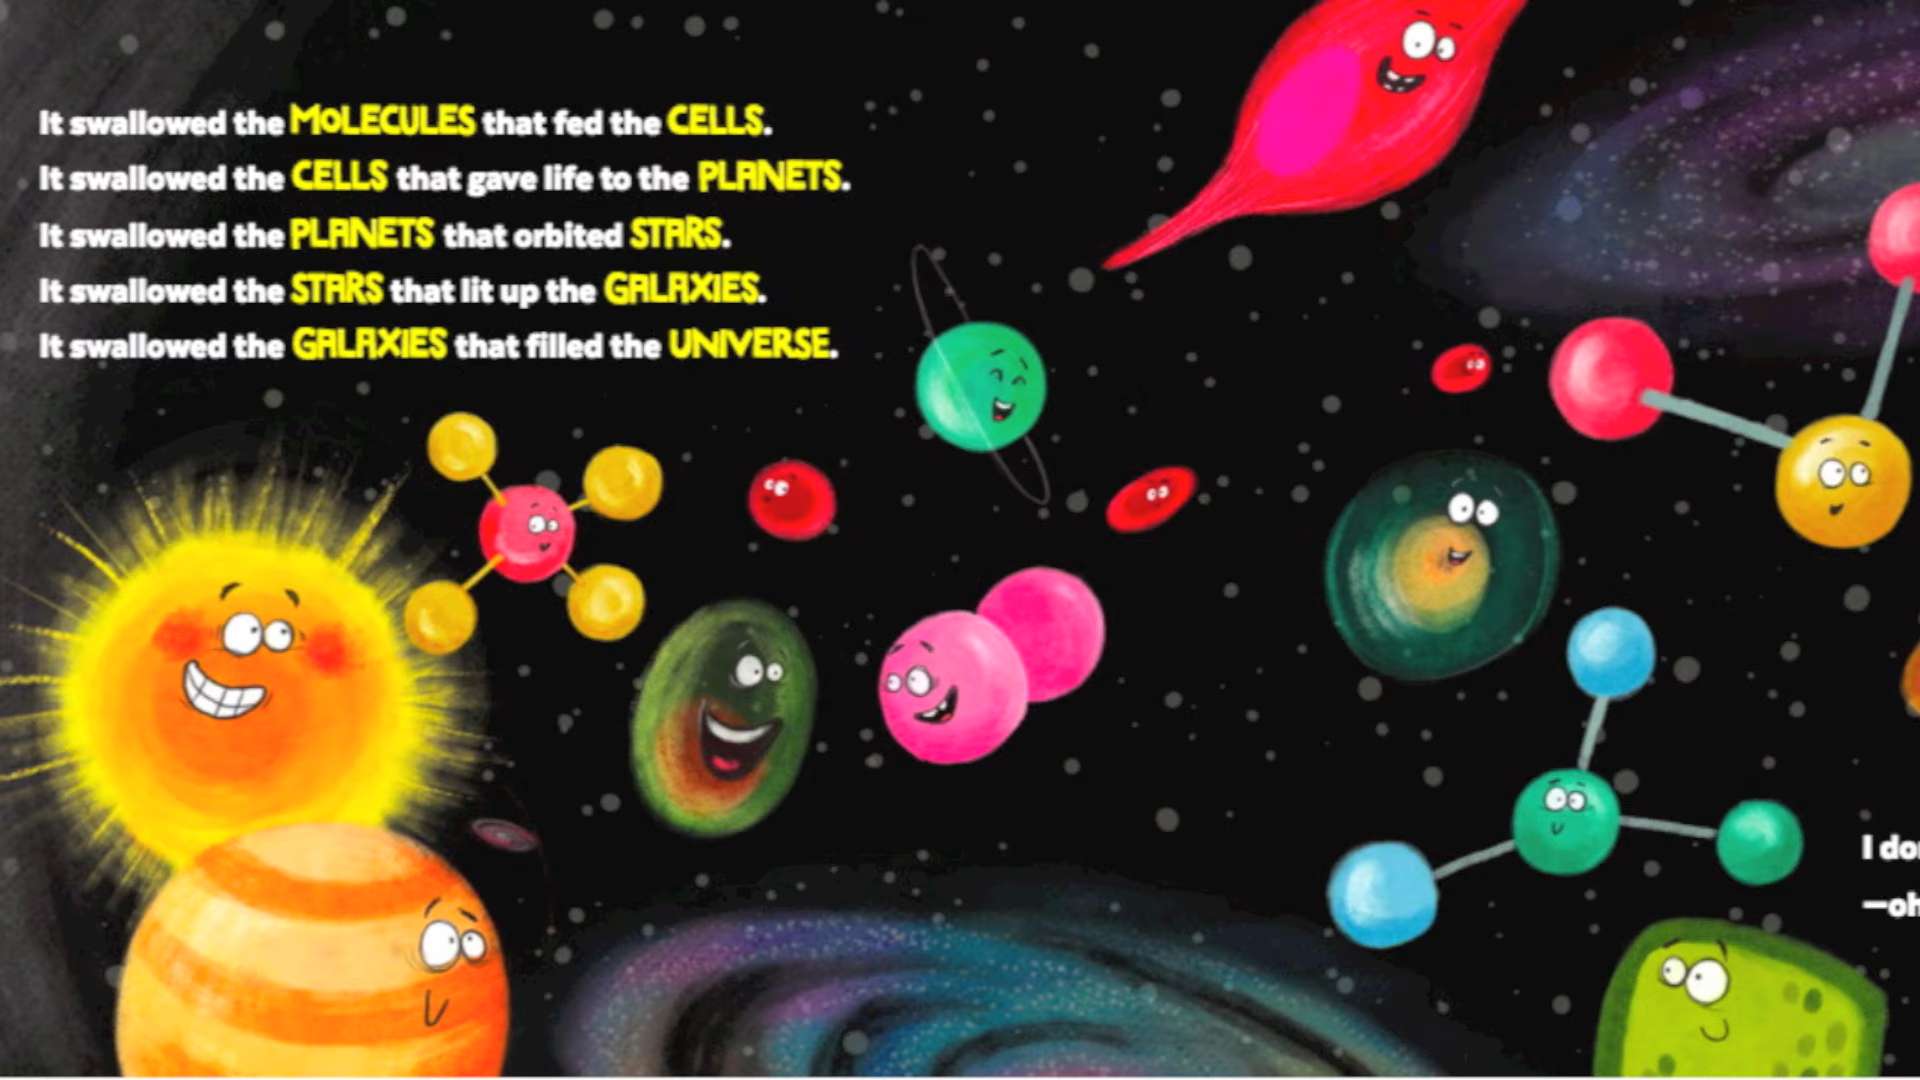 It swallowed the MOLECULES that fed the CELLS.
It swallowed the CELLS that gave life to the PLANETS.
It swallowed the PLANETS that orbited STARS.
It swallowed the STARS that lit up the GALAXIES.
It swallowed the GALAXIES that filled the UNIVERSE.
I
—oh